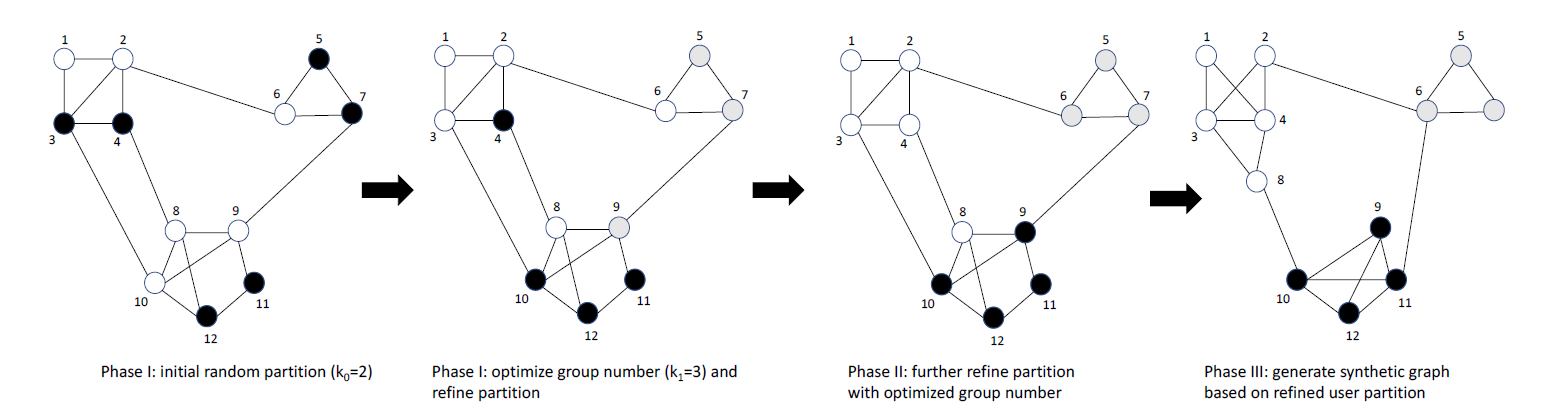 1 2 5
6 7
3 4
8 9
10 11
12
Phase I: initial random partition (k₀=2)
1 2 5
6 7
3 4
8 9
10 11
12
Phase I: optimize group number (k₁=3) and
refine partition
1 2 5
6 7
3 4
8 9
10 11
12
Phase II: further refine partition
with optimized group number
1 2 5
6
3 4
8
9
10 11
12
Phase III: generate synthetic graph
based on refined user partition